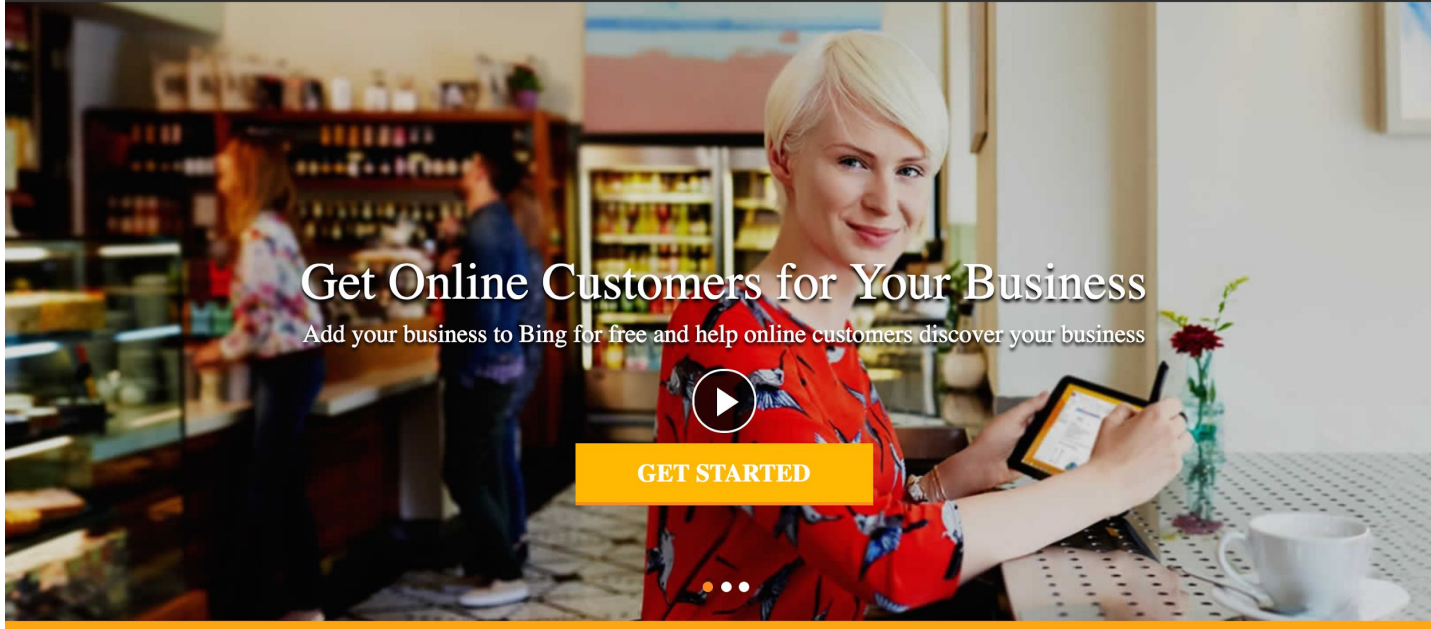 Get Online Customers for Your Business
Add your business to Bing for free and help online customers discover your business
GET STARTED